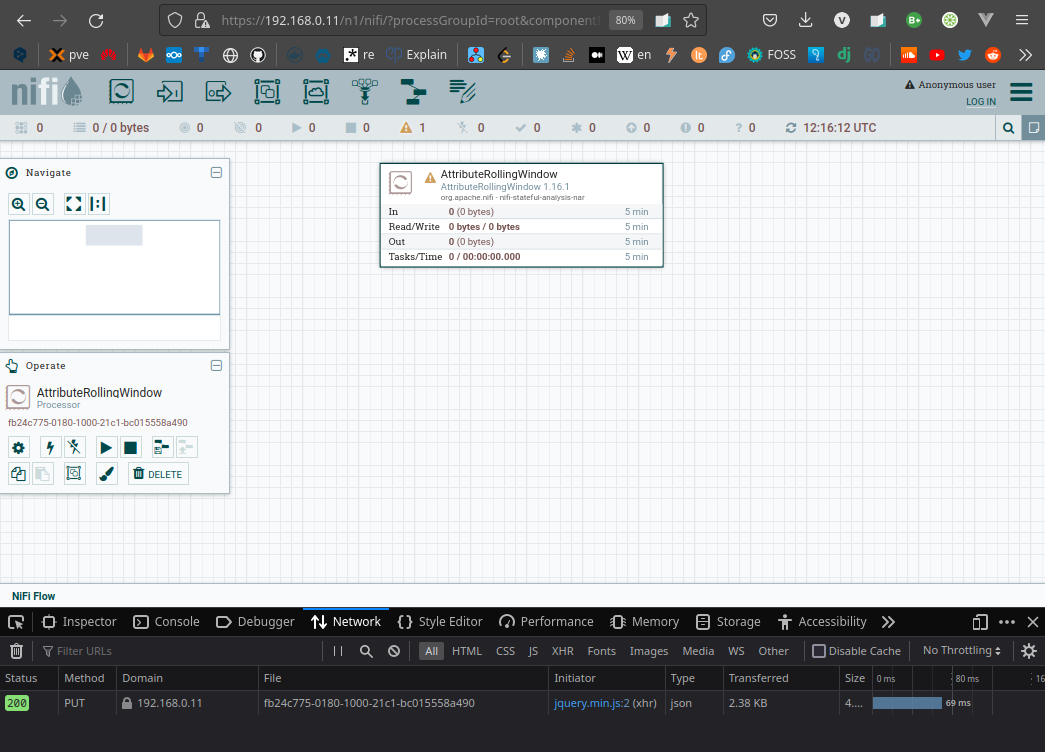 https://192.168.0.11/n1/nifi/?processGroupId=root&component
80%
pve
re
Explain
en
FOSS
dj
nifi
Anonymous user
LOG IN
0
0 / 0 bytes
0
0
0
0
1
0
0
0
0
0
0
12:16:12 UTC
Navigate
AttributeRollingWindow
AttributeRollingWindow 1.16.1
org.apache.nifi - nifi-stateful-analysis-nar
In 0 (0 bytes) 5 min
Read/Write 0 bytes / 0 bytes 5 min
Out 0 (0 bytes) 5 min
Tasks/Time 0 / 00:00:00.000 5 min
Operate
AttributeRollingWindow
Processor
fb24c775-0180-1000-21c1-bc015558a490
DELETE
NiFi Flow
Inspector Console Debugger Network Style Editor Performance Memory Storage Accessibility
Filter URLs
All HTML CSS JS XHR Fonts Images Media WS Other
Disable Cache
No Throttling
Status Method Domain File Initiator Type Transferred Size 0 ms 80 ms 16
200 PUT 192.168.0.11 fb24c775-0180-1000-21c1-bc015558a490 jquery.min.js:2 (xhr) json 2.38 KB 4.... 69 ms